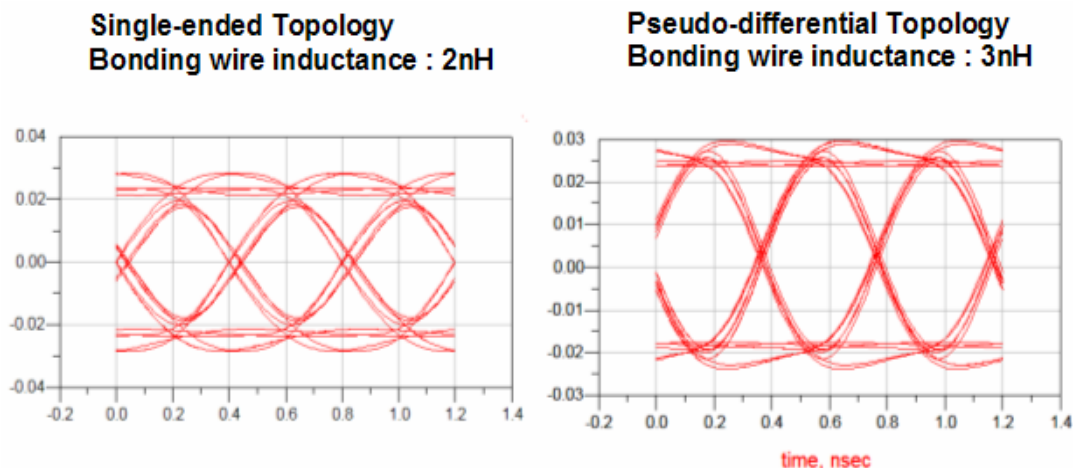 Single-ended Topology
Bonding wire inductance : 2nH
Pseudo-differential Topology
Bonding wire inductance : 3nH
0.04
0.02
0.00
-0.02
-0.04
-0.2 0.0 0.2 0.4 0.6 0.8 1.0 1.2 1.4
0.03
0.02
0.01
0.00
-0.01
-0.02
-0.03
-0.2 0.0 0.2 0.4 0.6 0.8 1.0 1.2 1.4
time, nsec